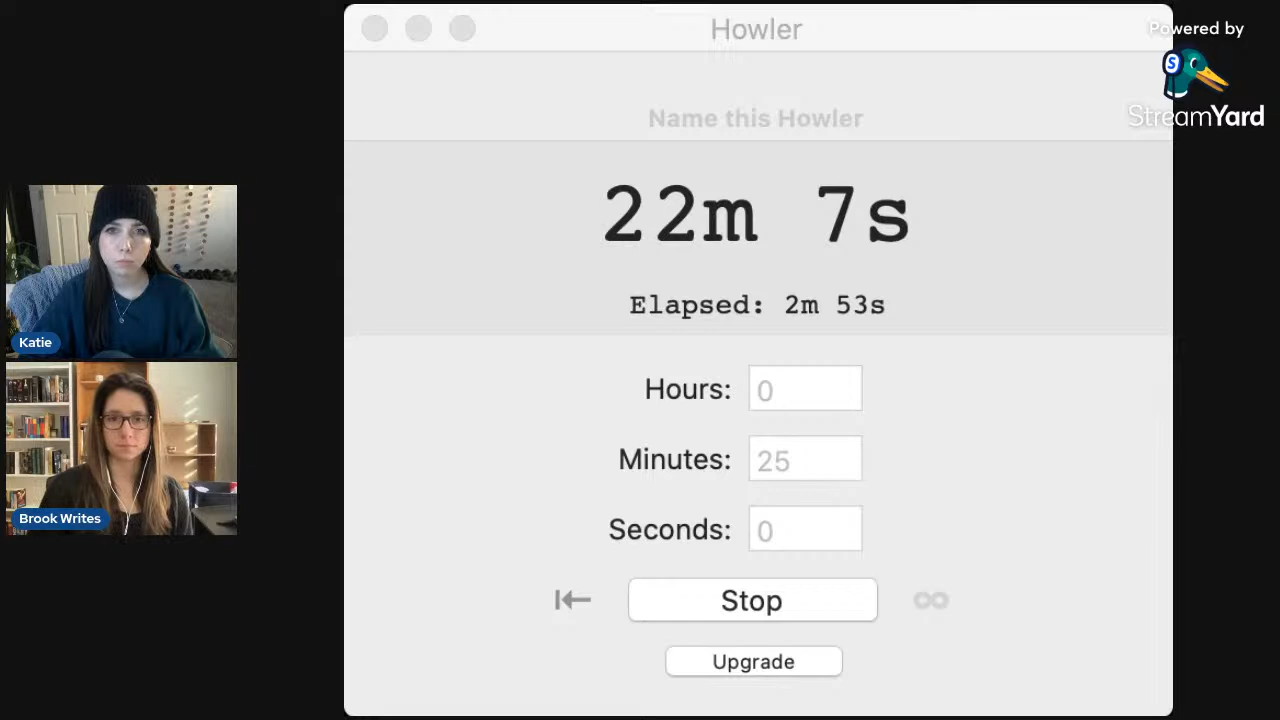 Howler
Powered by
S
StreamYard
Name this Howler
22m 7s
Elapsed: 2m 53s
Katie
Brook Writes
Hours: 0
Minutes: 25
Seconds: 0
Stop
Upgrade